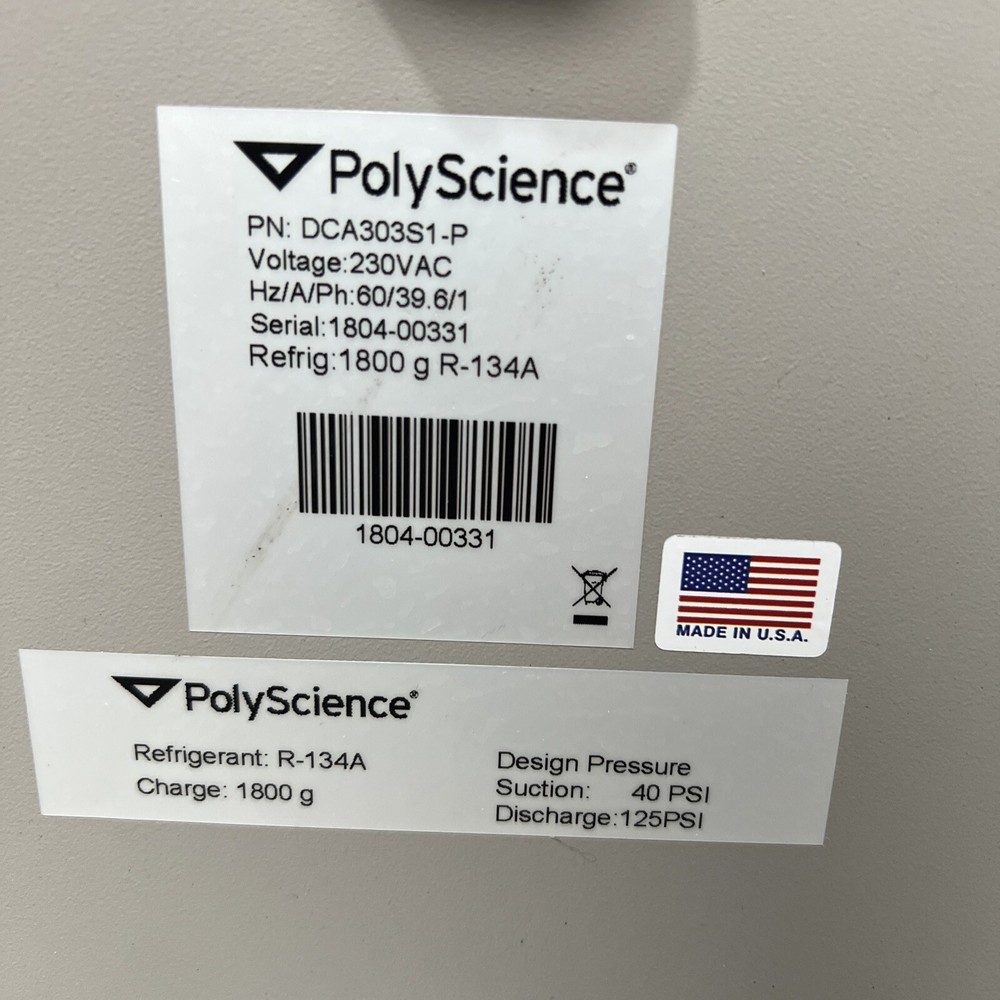 PolyScience®
PN: DCA303S1-P
Voltage:230VAC
Hz/A/Ph:60/39.6/1
Serial:1804-00331
Refrig:1800 g R-134A
1804-00331
MADE IN U.S.A.
PolyScience®
Refrigerant: R-134A
Charge: 1800 g
Design Pressure
Suction: 40 PSI
Discharge:125PSI